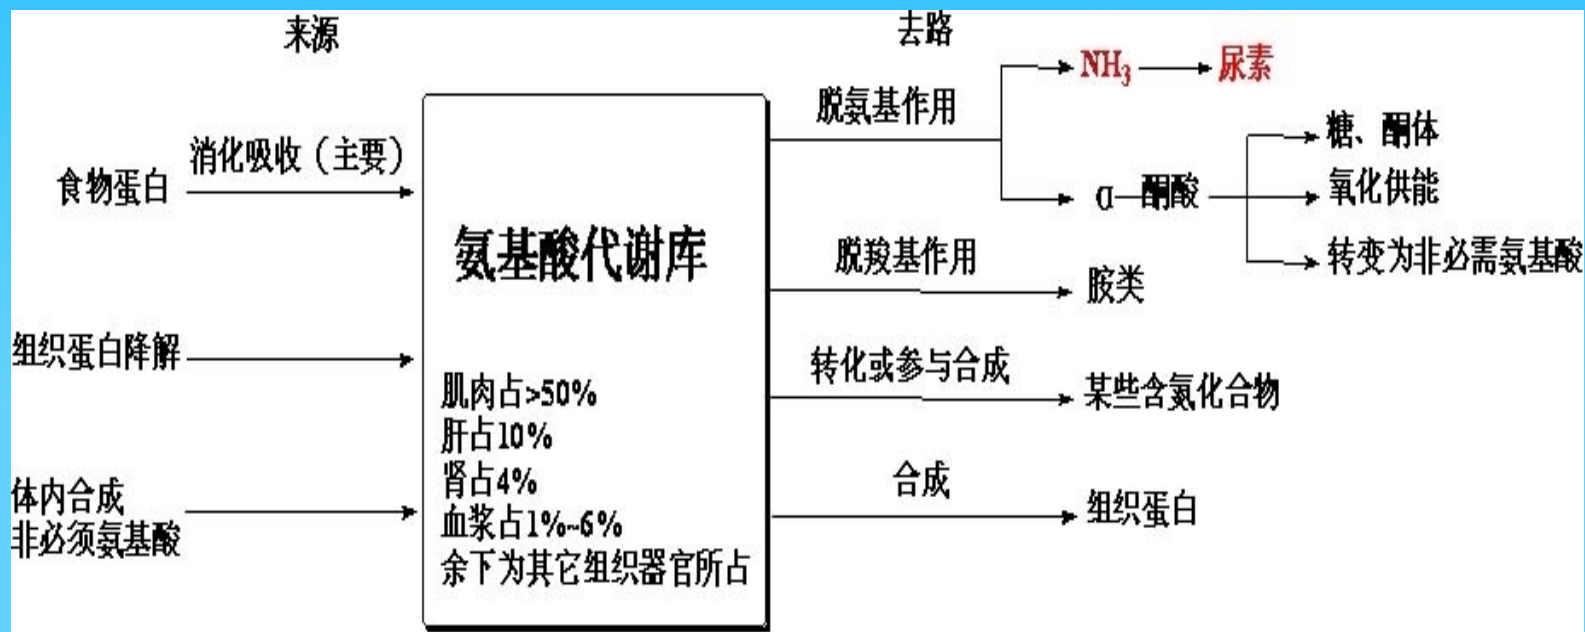 来源
去路
食物蛋白
消化吸收（主要）
组织蛋白降解
体内合成
非必须氨基酸
氨基酸代谢库
肌肉占>50%
肝占10%
肾占4%
血浆占1%~6%
余下为其它组织器官所占
脱氨基作用
NH₃
尿素
α—酮酸
糖、酮体
氧化供能
转变为非必需氨基酸
脱羧基作用
胺类
转化或参与合成
某些含氮化合物
合成
组织蛋白